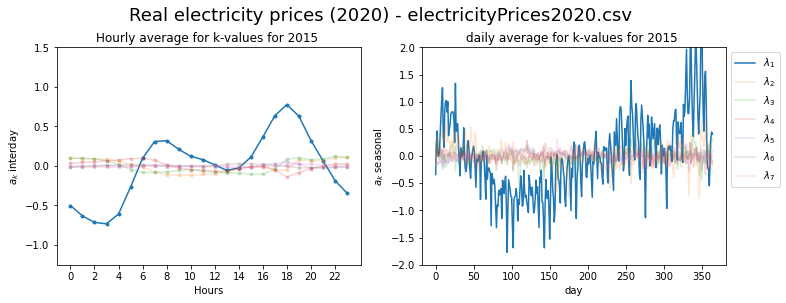 Real electricity prices (2020) - electricityPrices2020.csv
Hourly average for k-values for 2015
daily average for k-values for 2015
a_k interday
1.5
1.0
0.5
0.0
−0.5
−1.0
0 2 4 6 8 10 12 14 16 18 20 22
Hours
a_k seasonal
2.0
1.5
1.0
0.5
0.0
−0.5
−1.0
−1.5
−2.0
0 50 100 150 200 250 300 350
day
λ₁
λ₂
λ₃
λ₄
λ₅
λ₆
λ₇